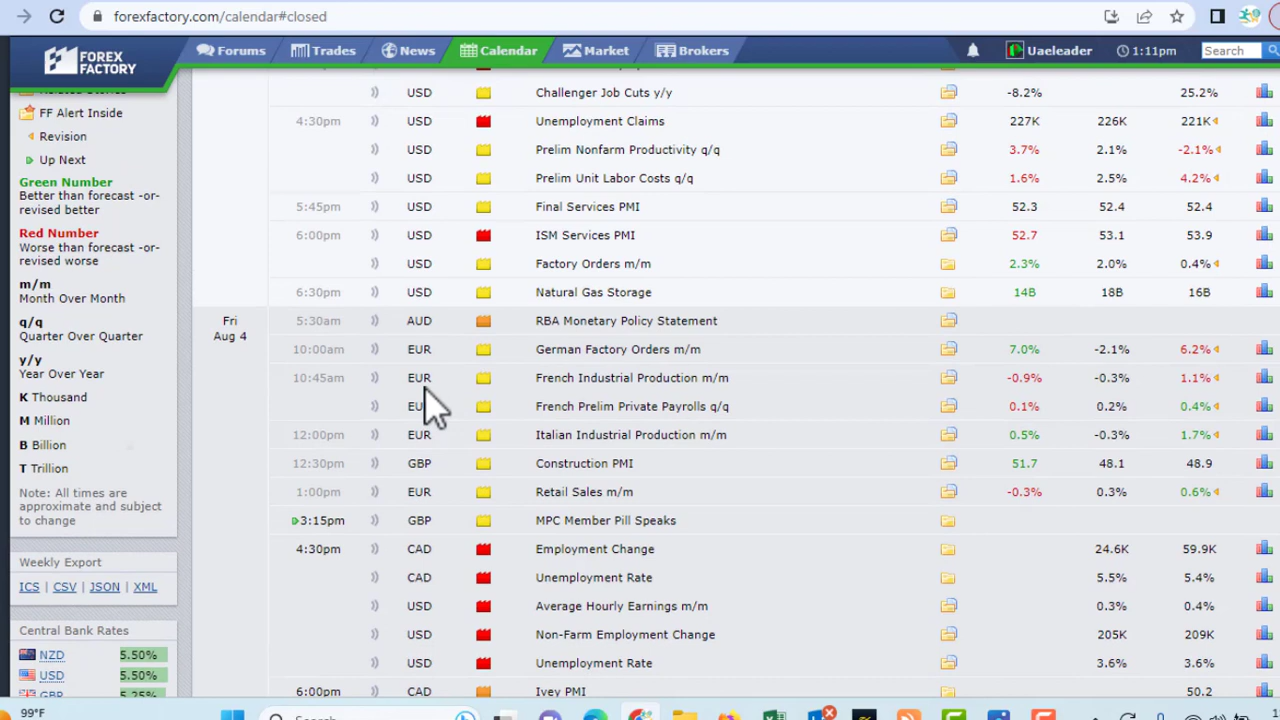 forexfactory.com/calendar#closed
FOREX FACTORY
Forums Trades News Calendar Market Brokers Uaeleader 1:11pm Search
FF Alert Inside
Revision
Up Next
Green Number
Better than forecast -or-
revised better
Red Number
Worse than forecast -or-
revised worse
m/m
Month Over Month
q/q
Quarter Over Quarter
y/y
Year Over Year
K Thousand
M Million
B Billion
T Trillion
Note: All times are
approximate and subject
to change
Weekly Export
ICS | CSV | JSON | XML
Central Bank Rates
NZD 5.50%
USD 5.50%
GBP 5.25%
USD Challenger Job Cuts y/y -8.2% 25.2%
4:30pm USD Unemployment Claims 227K 226K 221K
USD Prelim Nonfarm Productivity q/q 3.7% 2.1% -2.1%
USD Prelim Unit Labor Costs q/q 1.6% 2.5% 4.2%
5:45pm USD Final Services PMI 52.3 52.4 52.4
6:00pm USD ISM Services PMI 52.7 53.1 53.9
USD Factory Orders m/m 2.3% 2.0% 0.4%
6:30pm USD Natural Gas Storage 14B 18B 16B
Fri
Aug 4
5:30am AUD RBA Monetary Policy Statement
10:00am EUR German Factory Orders m/m 7.0% -2.1% 6.2%
10:45am EUR French Industrial Production m/m -0.9% -0.3% 1.1%
French Prelim Private Payrolls q/q 0.1% 0.2% 0.4%
12:00pm EUR Italian Industrial Production m/m 0.5% -0.3% 1.7%
12:30pm GBP Construction PMI 51.7 48.1 48.9
1:00pm EUR Retail Sales m/m -0.3% 0.3% 0.6%
3:15pm GBP MPC Member Pill Speaks
4:30pm CAD Employment Change 24.6K 59.9K
CAD Unemployment Rate 5.5% 5.4%
USD Average Hourly Earnings m/m 0.3% 0.4%
USD Non-Farm Employment Change 205K 209K
USD Unemployment Rate 3.6% 3.6%
6:00pm CAD Ivey PMI 50.2
99°F
Search